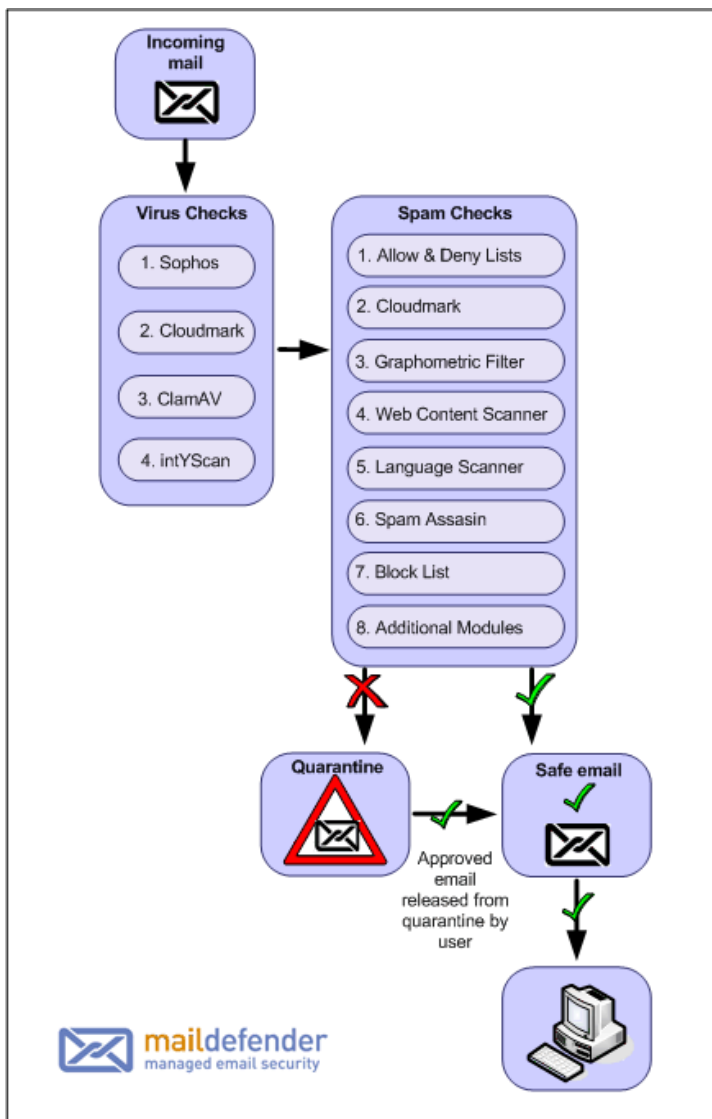 Incoming
mail
Virus Checks
1. Sophos
2. Cloudmark
3. ClamAV
4. intYScan
Spam Checks
1. Allow & Deny Lists
2. Cloudmark
3. Graphometric Filter
4. Web Content Scanner
5. Language Scanner
6. Spam Assasin
7. Block List
8. Additional Modules
Quarantine
Safe email
Approved
email
released from
quarantine by
user
maildefender
managed email security